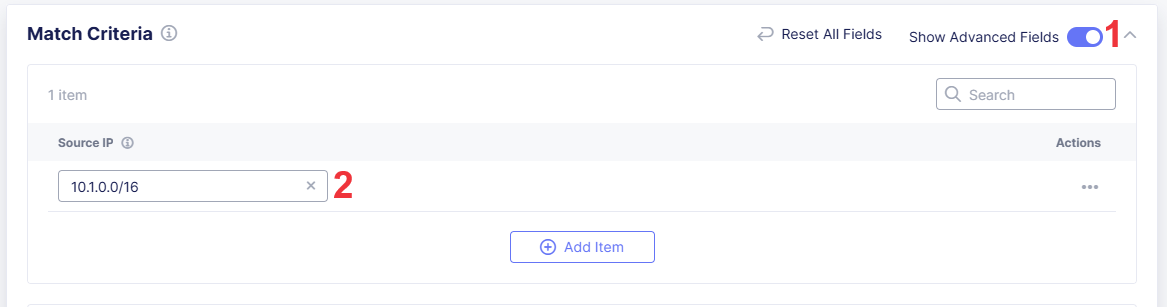 Match Criteria Reset All Fields Show Advanced Fields 1
1 item Search
Source IP Actions
10.1.0.0/16 2
Add Item